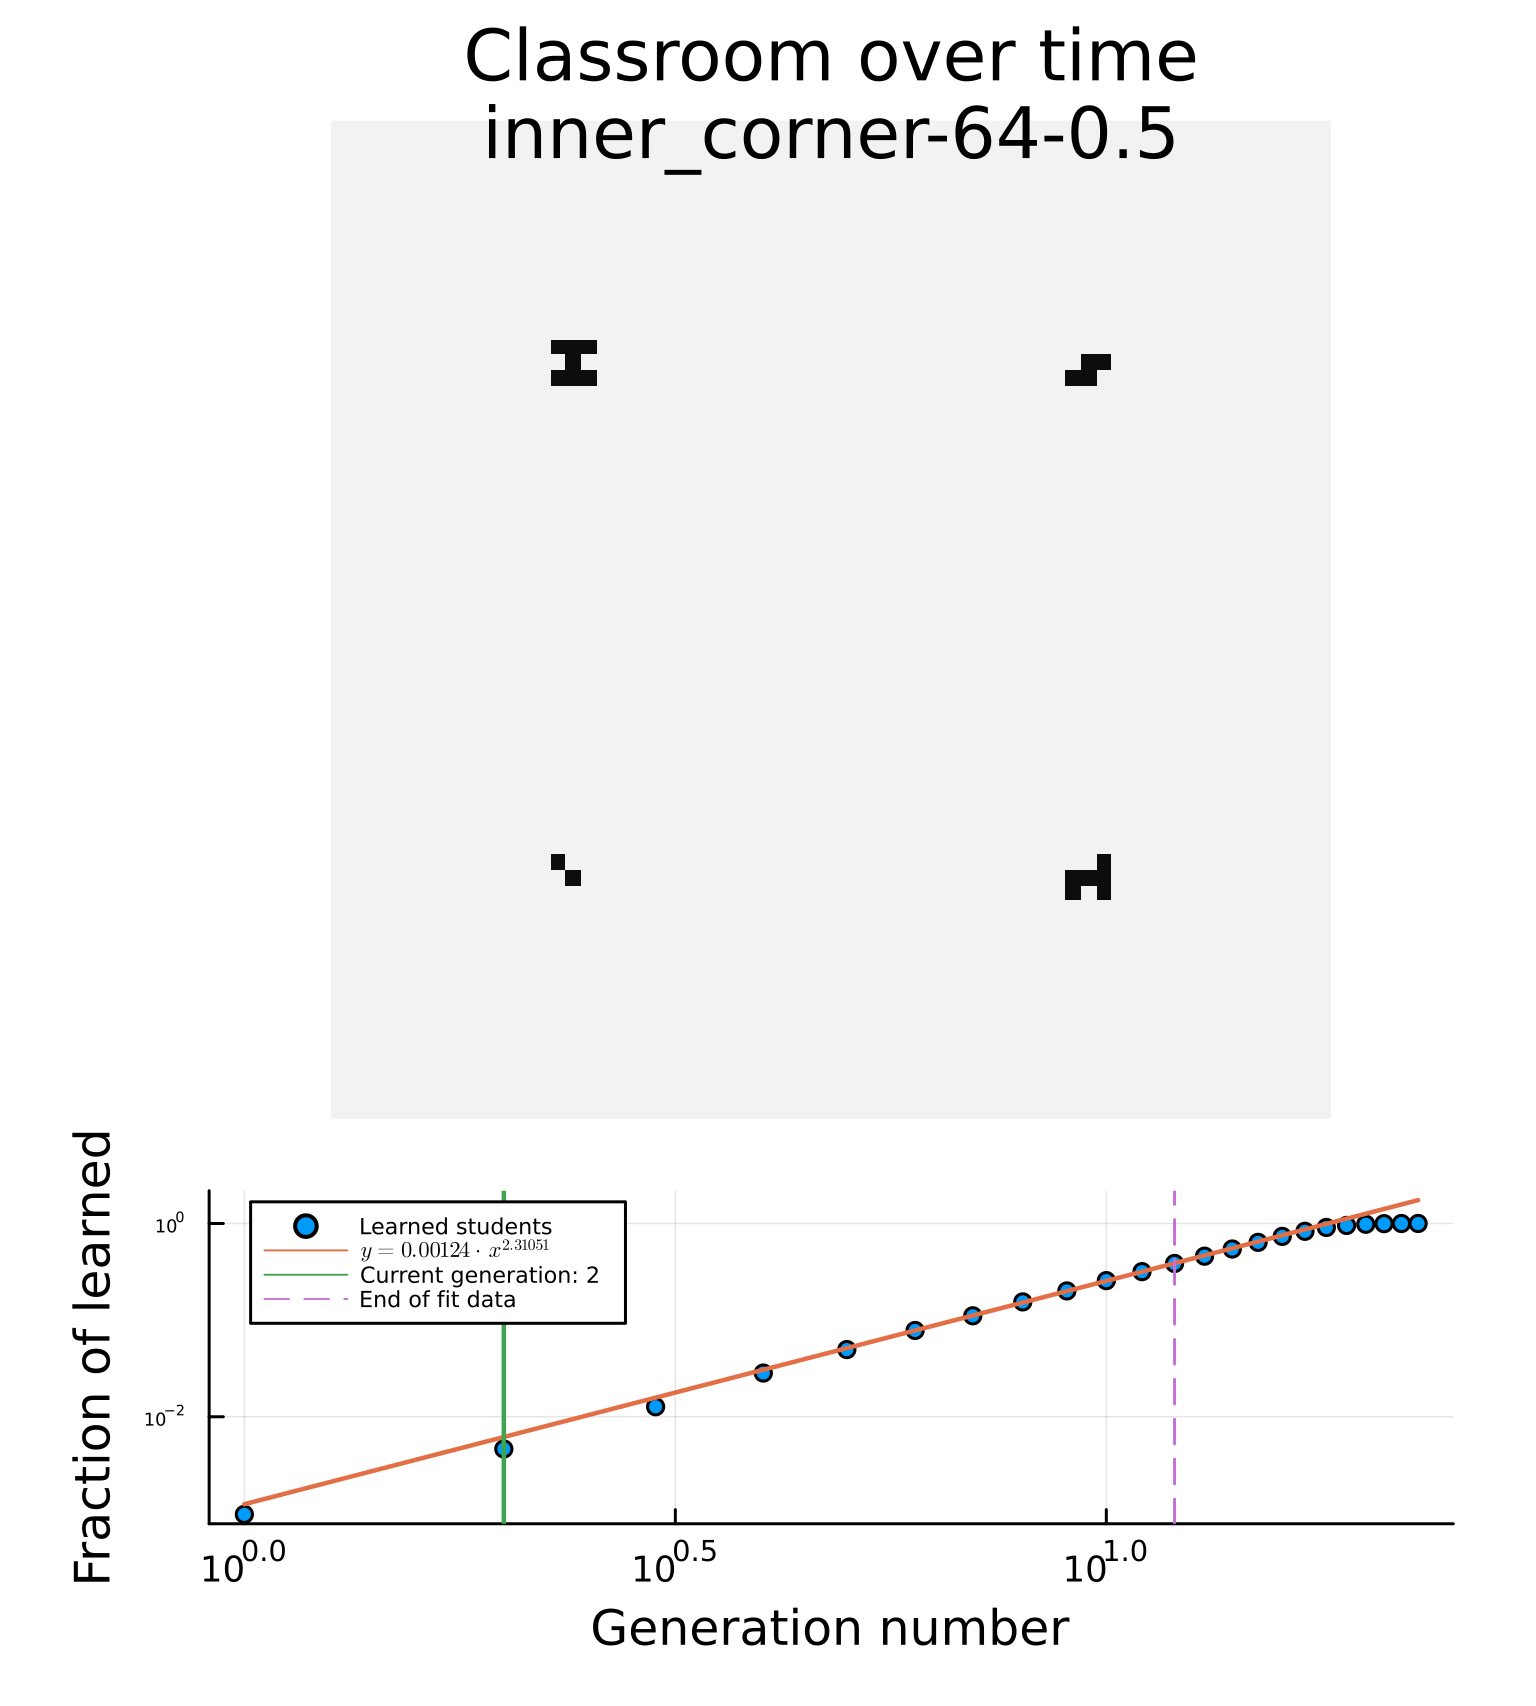 Classroom over time
inner_corner-64-0.5
Fraction of learned
10^0
10^−2
Learned students
y = 0.00124 · x^2.31051
Current generation: 2
End of fit data
10^0.0
10^0.5
10^1.0
Generation number